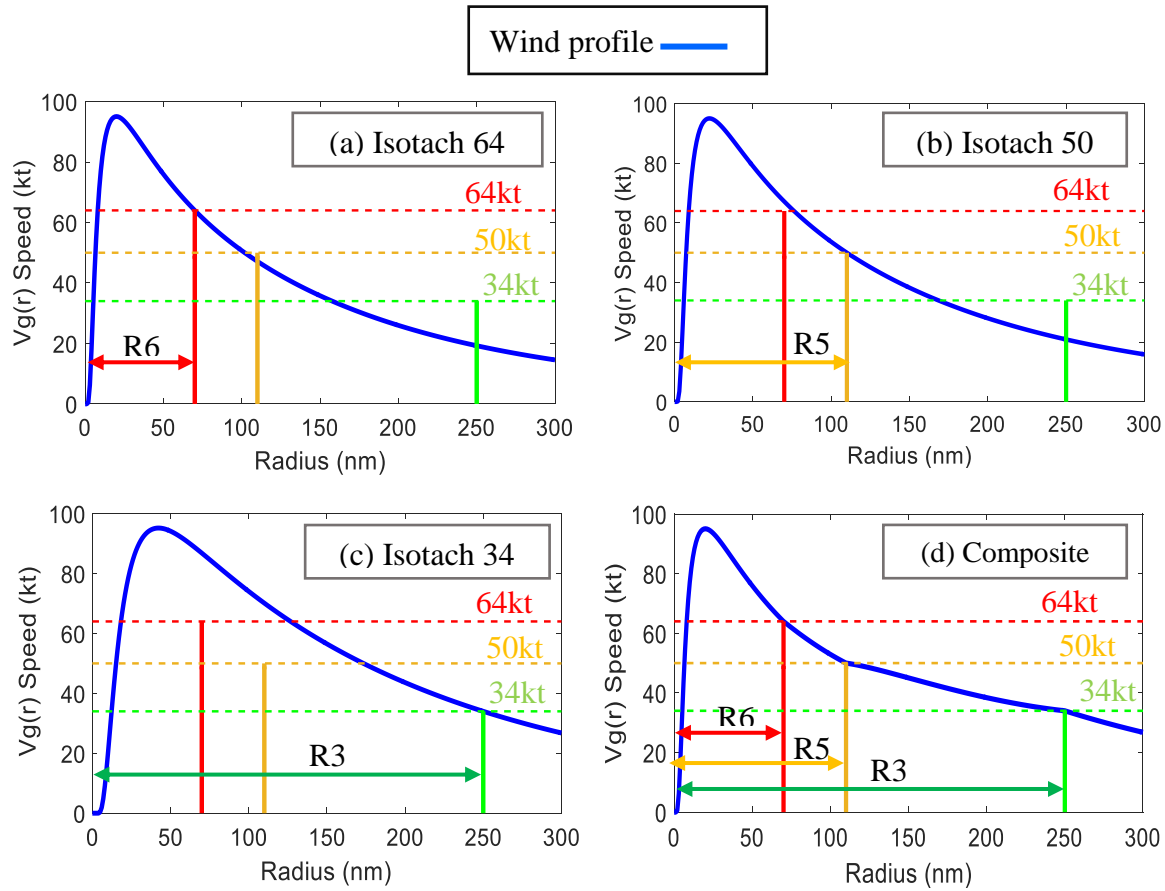 Wind profile
(a) Isotach 64
64kt
50kt
34kt
R6
Vg(r) Speed (kt)
100
80
60
40
20
0
0 50 100 150 200 250 300
Radius (nm)
(b) Isotach 50
64kt
50kt
34kt
R5
Vg(r) Speed (kt)
100
80
60
40
20
0
0 50 100 150 200 250 300
Radius (nm)
(c) Isotach 34
64kt
50kt
34kt
R3
Vg(r) Speed (kt)
100
80
60
40
20
0
0 50 100 150 200 250 300
Radius (nm)
(d) Composite
64kt
50kt
34kt
R6
R5
R3
Vg(r) Speed (kt)
100
80
60
40
20
0
0 50 100 150 200 250 300
Radius (nm)